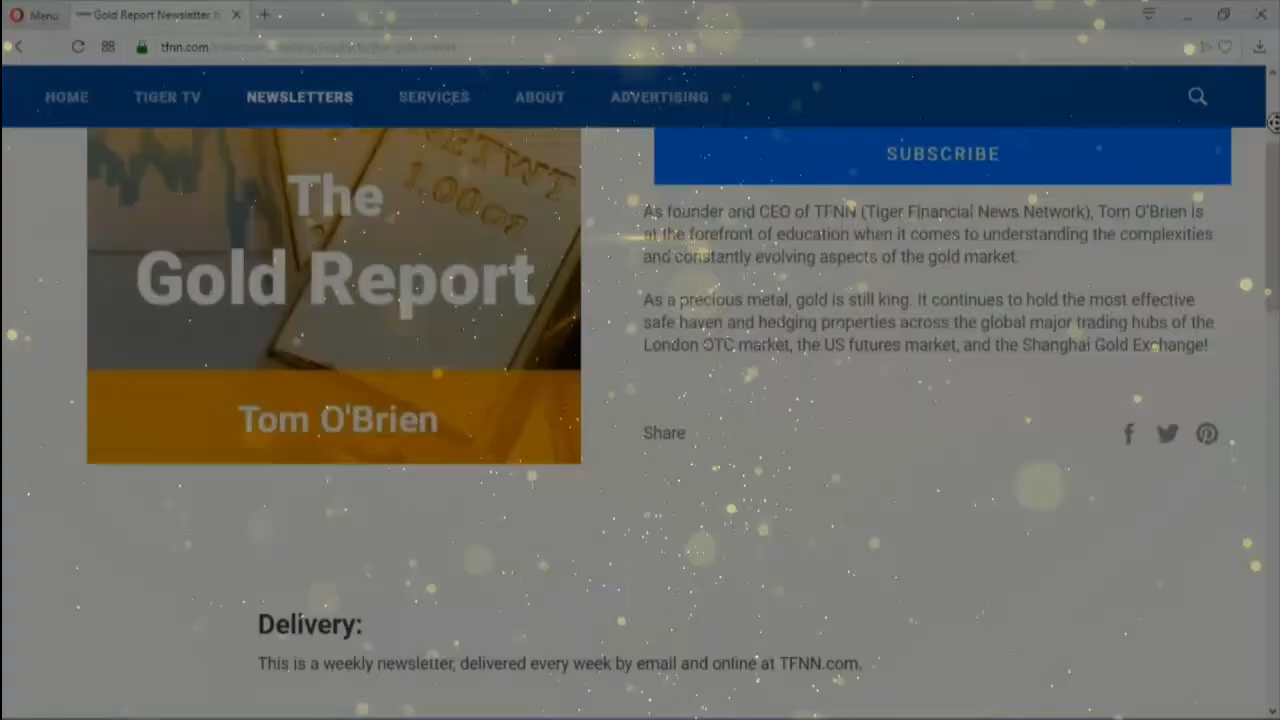 Menu
Gold Report Newsletter
tfnn.com
HOME TIGER TV NEWSLETTERS SERVICES ABOUT ADVERTISING
The
Gold Report
Tom O'Brien
SUBSCRIBE
As founder and CEO of TFNN (Tiger Financial News Network), Tom O'Brien is
at the forefront of education when it comes to understanding the complexities
and constantly evolving aspects of the gold market.
As a precious metal, gold is still king. It continues to hold the most effective
safe haven and hedging properties across the global major trading hubs of the
London OTC market, the US futures market, and the Shanghai Gold Exchange!
Share
Delivery:
This is a weekly newsletter, delivered every week by email and online at TFNN.com.